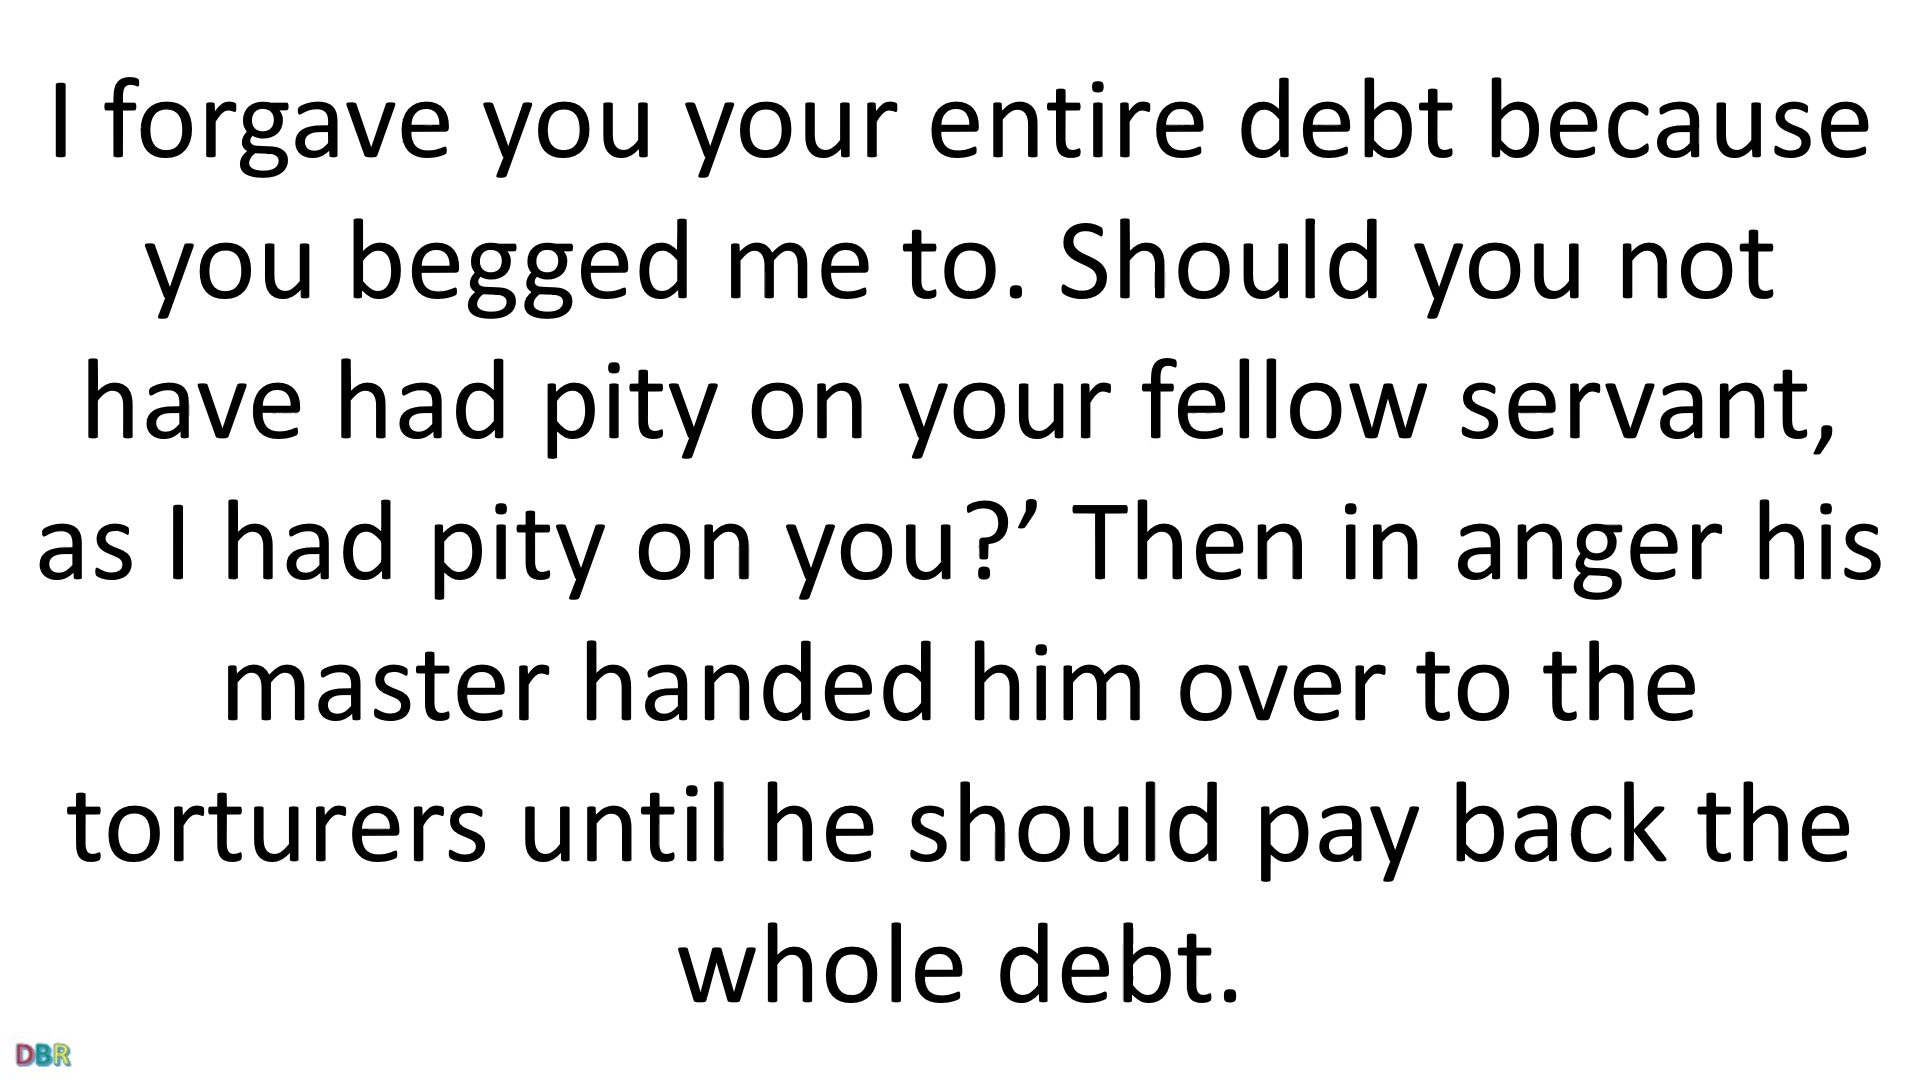 I forgave you your entire debt because
you begged me to. Should you not
have had pity on your fellow servant,
as I had pity on you?’ Then in anger his
master handed him over to the
torturers until he should pay back the
whole debt.
DBR